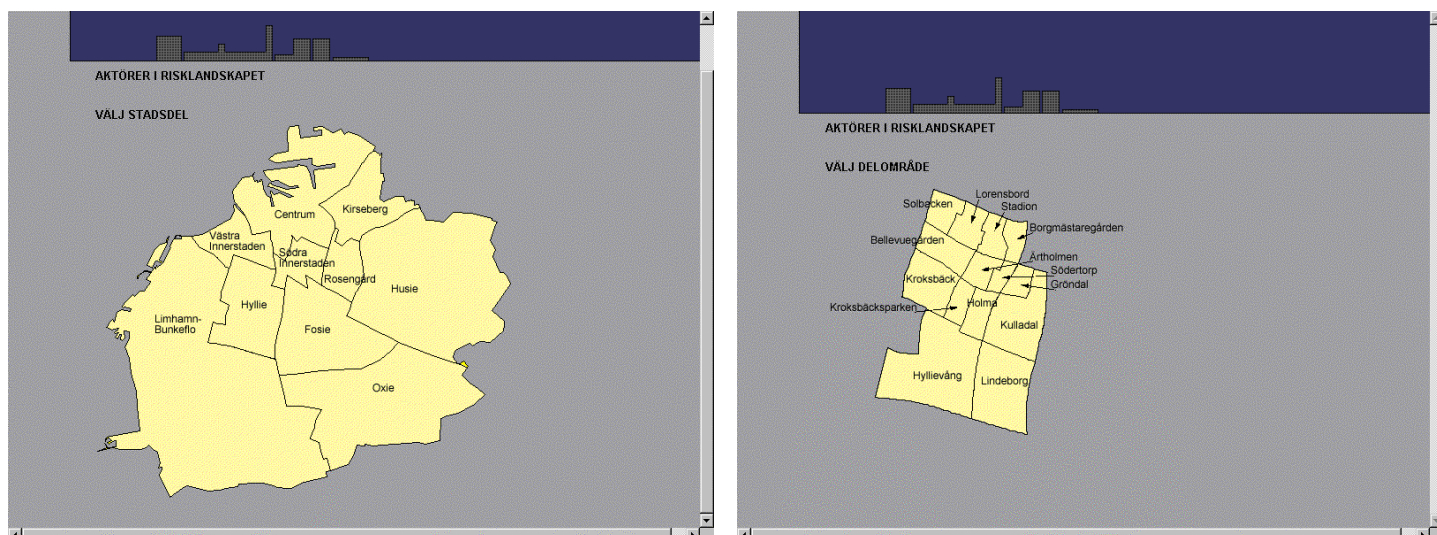 AKTÖRER I RISKLANDSKAPET
VÄLJ STADSDEL
Centrum
Kirseberg
Västra
Innerstaden
Södra
Innerstaden
Rosengård
Husie
Hyllie
Limhamn-
Bunkeflo
Fosie
Oxie
AKTÖRER I RISKLANDSKAPET
VÄLJ DELOMRÅDE
Lorensbord
Solbacken
Stadion
Borgmästaregården
Bellevuegården
Ärtholmen
Södertorp
Kroksbäck
Gröndal
Holma
Kroksbäcksparken
Kulladal
Hyllievång
Lindeborg